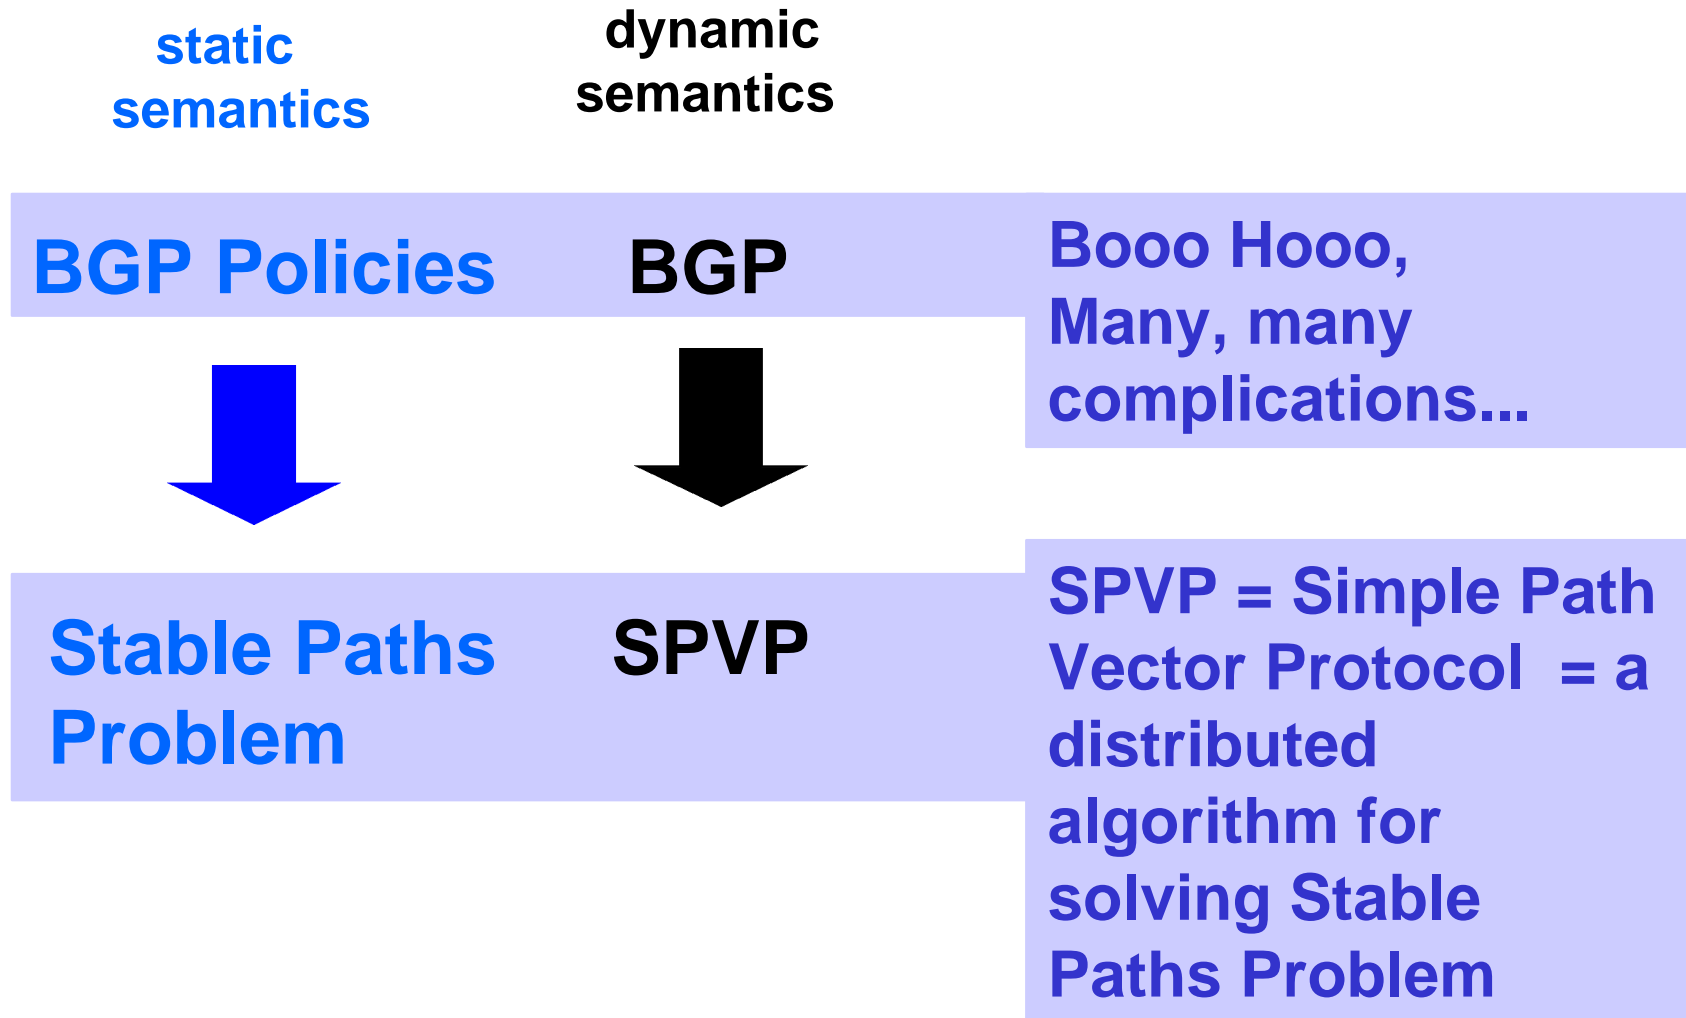 static
semantics
dynamic
semantics
BGP Policies
BGP
Booo Hooo,
Many, many
complications...
Stable Paths
Problem
SPVP
SPVP = Simple Path
Vector Protocol  = a
distributed
algorithm for
solving Stable
Paths Problem